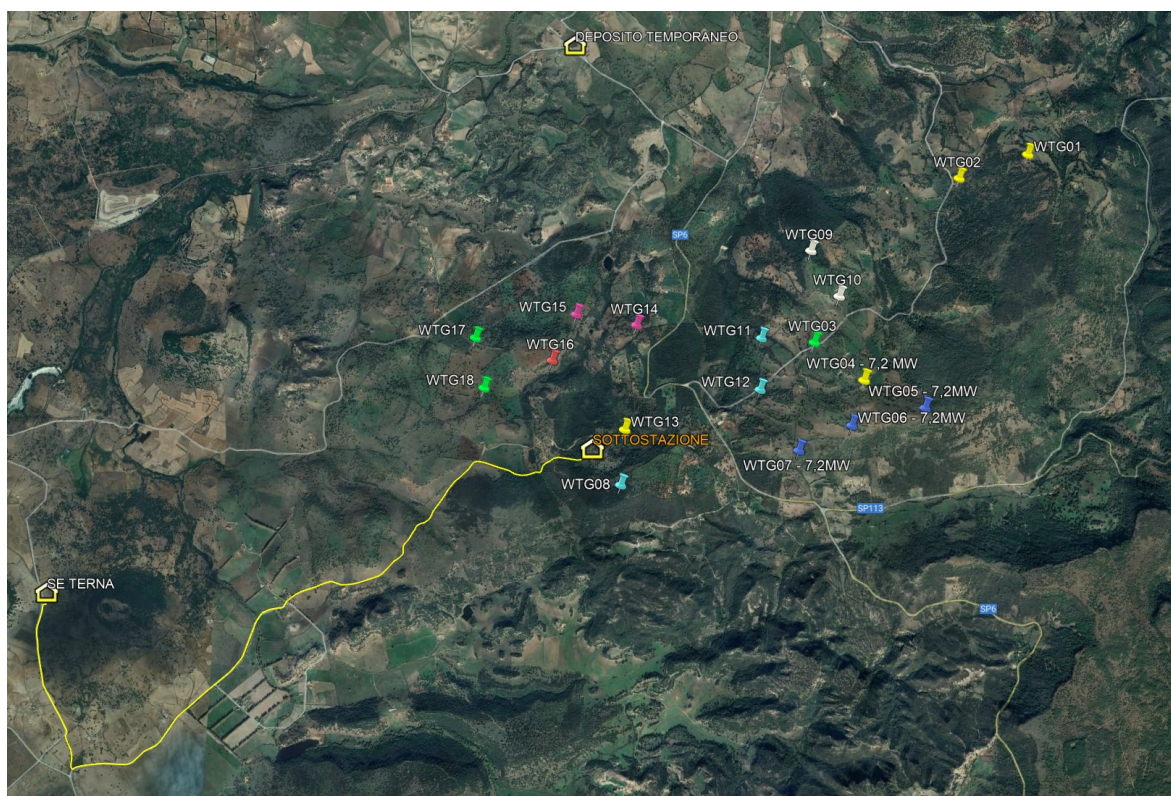 DEPOSITO TEMPORANEO
WTG01
WTG02
SP6
WTG09
WTG10
WTG15
WTG14
WTG17
WTG11
WTG03
WTG16
WTG04 - 7,2 MW
WTG18
WTG12
WTG05 - 7,2MW
WTG13
WTG06 - 7,2MW
SOTTOSTAZIONE
WTG07 - 7,2MW
WTG08
SP113
SE TERNA
SP6